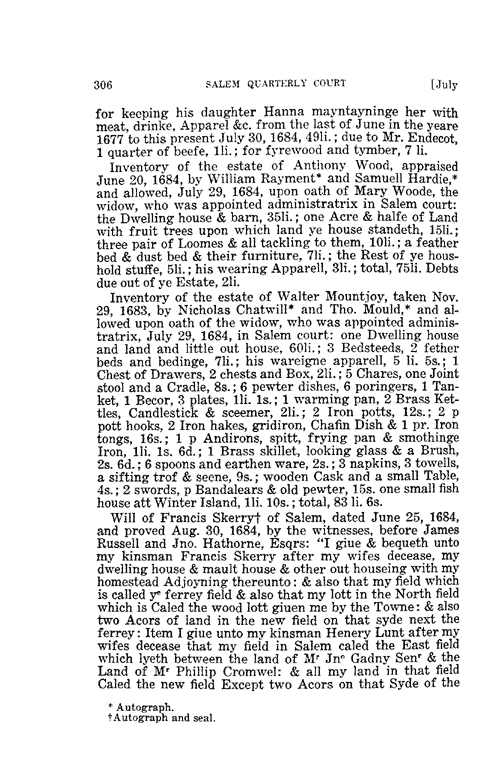 306 SALEM QUARTERLY COURT [July
for keeping his daughter Hanna mayntayninge her with
meat, drinke, Apparel &c. from the last of June in the yeare
1677 to this present July 30, 1684, 49li.; due to Mr. Endecot,
1 quarter of beefe, 1li.; for fyrewood and tymber, 7 li.
Inventory of the estate of Anthony Wood, appraised
June 20, 1684, by William Rayment* and Samuell Hardie,*
and allowed, July 29, 1684, upon oath of Mary Woode, the
widow, who was appointed administratrix in Salem court:
the Dwelling house & barn, 35li.; one Acre & halfe of Land
with fruit trees upon which land ye house standeth, 15li.;
three pair of Loomes & all tackling to them, 10li.; a feather
bed & dust bed & their furniture, 7li.; the Rest of ye hous-
hold stuffe, 5li.; his wearing Apparell, 3li.; total, 75li. Debts
due out of ye Estate, 2li.
Inventory of the estate of Walter Mountjoy, taken Nov.
29, 1683, by Nicholas Chatwill* and Tho. Mould,* and al-
lowed upon oath of the widow, who was appointed adminis-
tratrix, July 29, 1684, in Salem court: one Dwelling house
and land and little out house, 60li.; 3 Bedsteeds, 2 fether
beds and bedinge, 7li.; his wareigne apparell, 5 li. 5s.; 1
Chest of Drawers, 2 chests and Box, 2li.; 5 Chares, one Joint
stool and a Cradle, 8s.; 6 pewter dishes, 6 poringers, 1 Tan-
ket, 1 Becor, 3 plates, 1li. 1s.; 1 warming pan, 2 Brass Ket-
tles, Candlestick & sceemer, 2li.; 2 Iron potts, 12s.; 2 p
pott hooks, 2 Iron hakes, gridiron, Chafin Dish & 1 pr. Iron
tongs, 16s.; 1 p Andirons, spitt, frying pan & smothinge
Iron, 1li. 1s. 6d.; 1 Brass skillet, looking glass & a Brush,
2s. 6d.; 6 spoons and earthen ware, 2s.; 3 napkins, 3 towells,
a sifting trof & seene, 9s.; wooden Cask and a small Table,
4s.; 2 swords, p Bandalears & old pewter, 15s. one small fish
house att Winter Island, 1li. 10s.; total, 83 li. 6s.
Will of Francis Skerry† of Salem, dated June 25, 1684,
and proved Aug. 30, 1684, by the witnesses, before James
Russell and Jno. Hathorne, Esqrs: "I giue & bequeth unto
my kinsman Francis Skerry after my wifes decease, my
dwelling house & mault house & other out houseing with my
homestead Adjoyning thereunto: & also that my field which
is called yᵉ ferrey field & also that my lott in the North field
which is Caled the wood lott giuen me by the Towne: & also
two Acors of land in the new field on that syde next the
ferrey: Item I giue unto my kinsman Henery Lunt after my
wifes decease that my field in Salem caled the East field
which lyeth between the land of Mʳ Jnᵒ Gadny Senʳ & the
Land of Mʳ Phillip Cromwel: & all my land in that field
Caled the new field Except two Acors on that Syde of the
* Autograph.
†Autograph and seal.